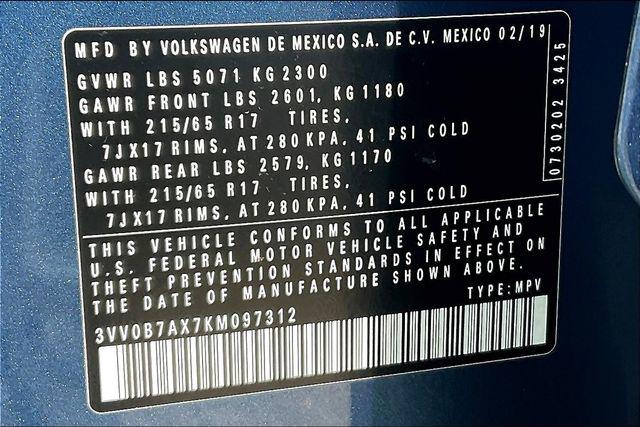 MFD BY VOLKSWAGEN DE MEXICO S.A. DE C.V. MEXICO 02/19
GVWR LBS 5071 KG 2300
GAWR FRONT LBS 2601, KG 1180
WITH 215/65 R17 TIRES,
7JX17 RIMS, AT 280 KPA, 41 PSI COLD
GAWR REAR LBS 2579, KG 1170
WITH 215/65 R17 TIRES,
7JX17 RIMS, AT 280 KPA, 41 PSI COLD
0730202 3425
THIS VEHICLE CONFORMS TO ALL APPLICABLE
U.S. FEDERAL MOTOR VEHICLE SAFETY AND
THEFT PREVENTION STANDARDS IN EFFECT ON
THE DATE OF MANUFACTURE SHOWN ABOVE.
3VV0B7AX7KM097312 TYPE: MPV